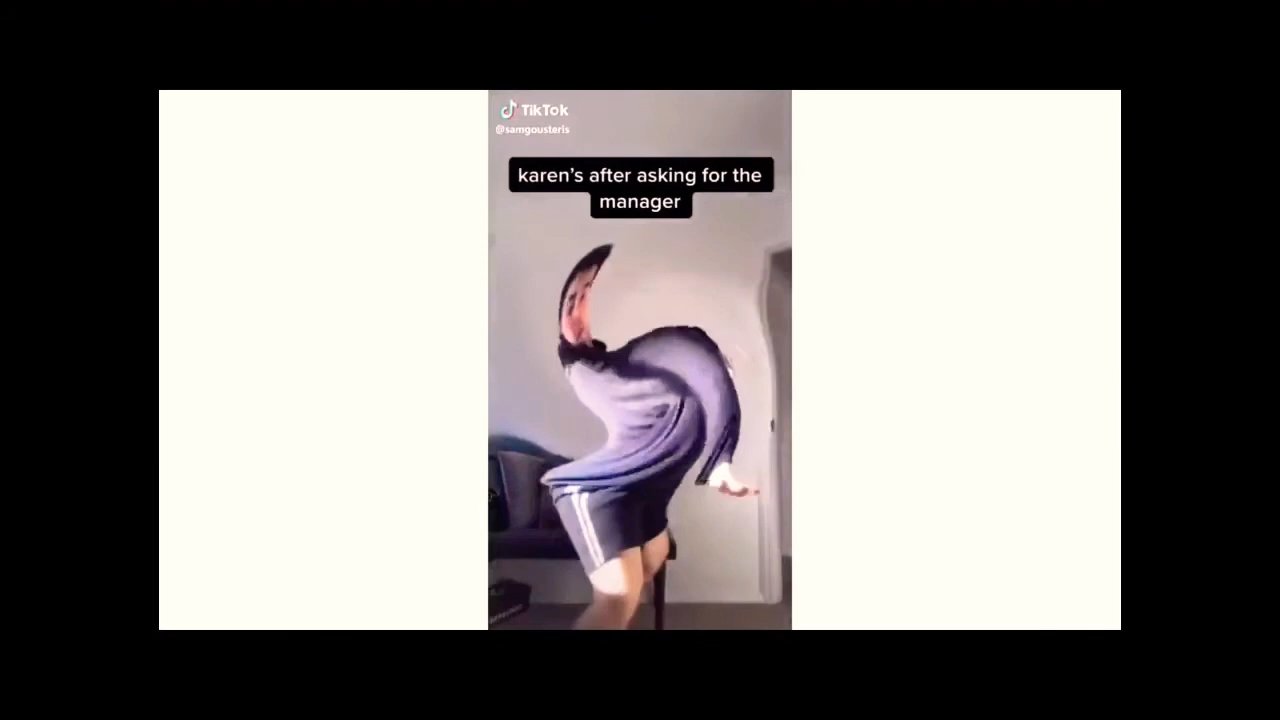 TikTok
@samgousteris
karen's after asking for the
manager